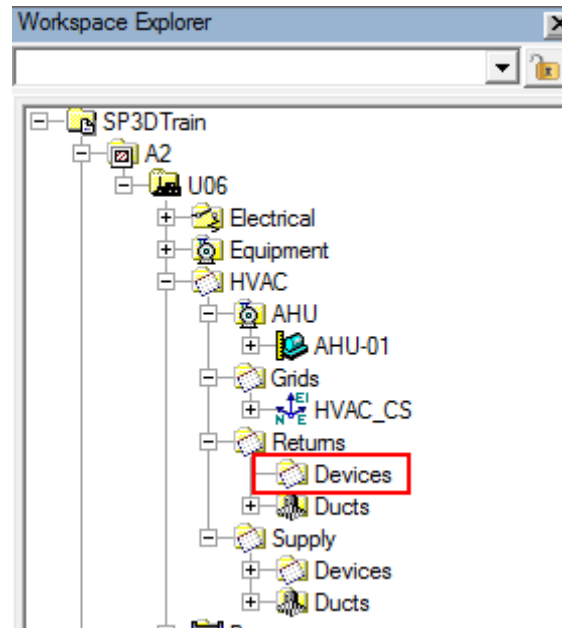 Workspace Explorer
SP3DTrain
A2
U06
Electrical
Equipment
HVAC
AHU
AHU-01
Grids
HVAC_CS
Returns
Devices
Ducts
Supply
Devices
Ducts